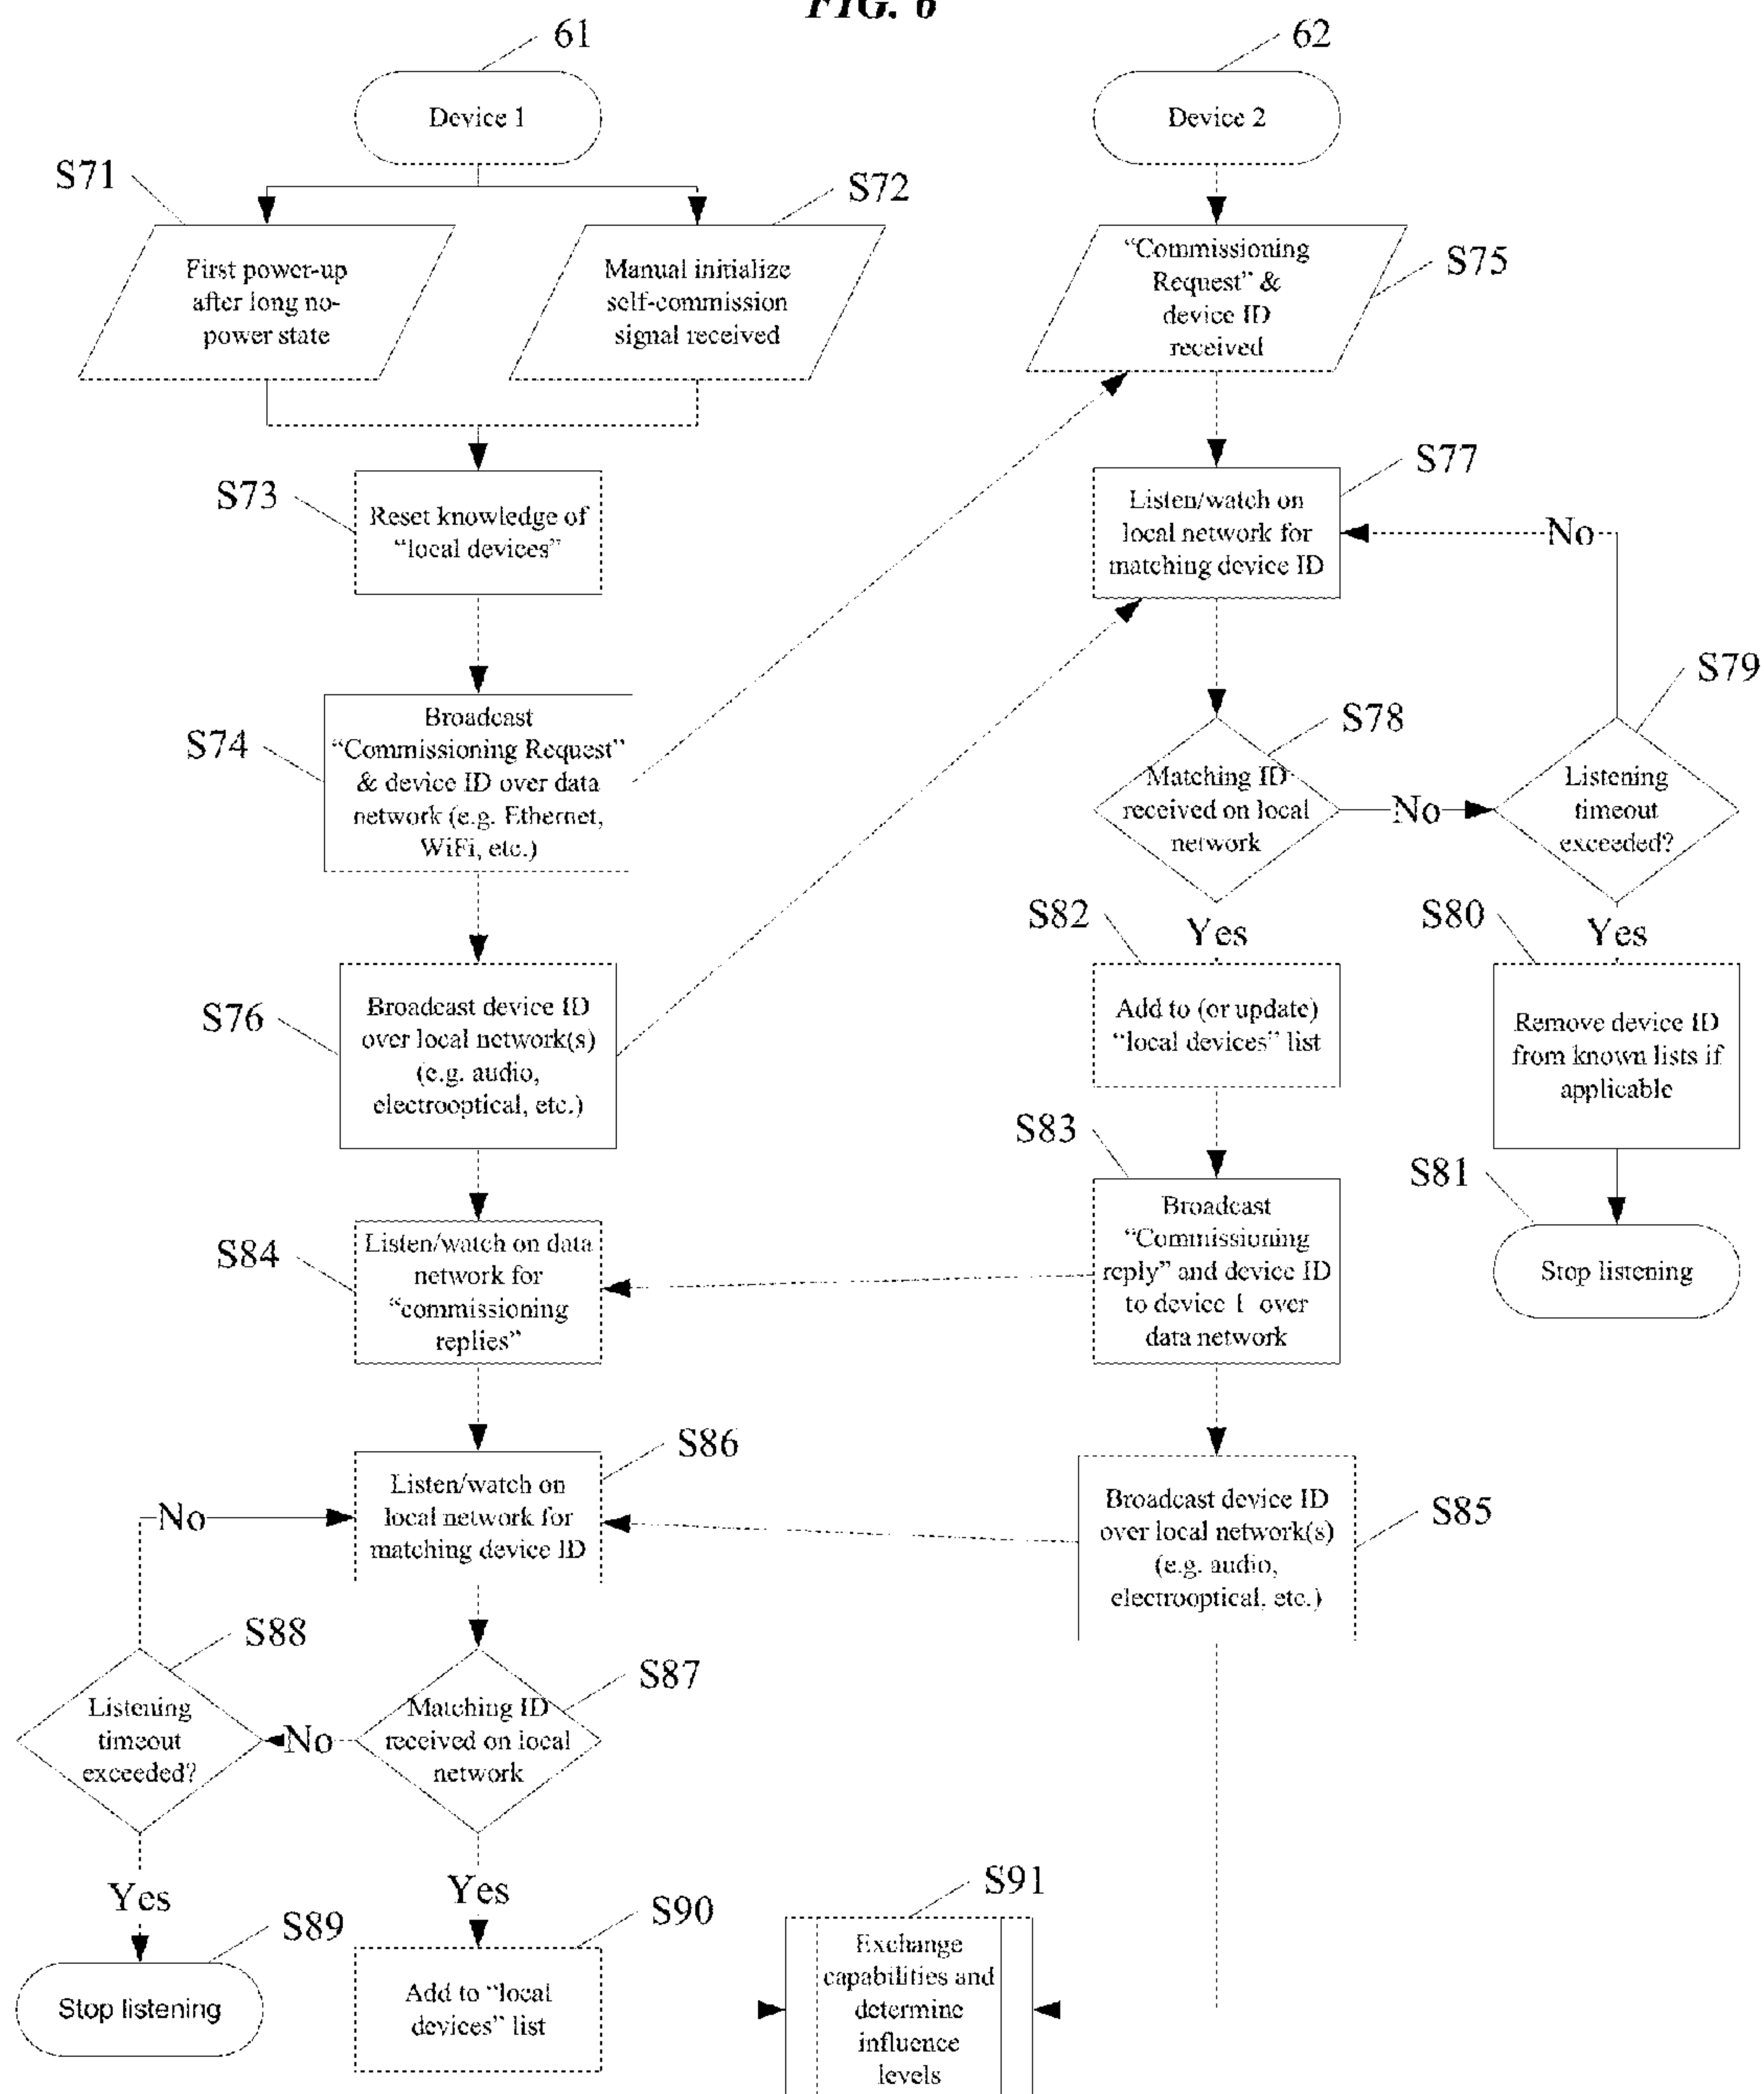 FIG. 6
61
62
Device 1
Device 2
S71
S72
First power-up
after long no-
power state
Manual initialize
self-commission
signal received
"Commissioning
Request" &
device ID
received
S75
S73
Reset knowledge of
"local devices"
S77
Listen/watch on
local network for
matching device ID
No
S74
Broadcast
"Commissioning Request"
& device ID over data
network (e.g. Ethernet,
WiFi, etc.)
S78
Matching ID
received on local
network
No
S79
Listening
timeout
exceeded?
S76
Broadcast device ID
over local network(s)
(e.g. audio,
electrooptical, etc.)
S82
Yes
Add to (or update)
"local devices" list
S80
Yes
Remove device ID
from known lists if
applicable
S84
Listen/watch on data
network for
"commissioning
replies"
S83
Broadcast
"Commissioning
reply" and device ID
to device 1 over
data network
S81
Stop listening
S86
Listen/watch on
local network for
matching device ID
No
S85
Broadcast device ID
over local network(s)
(e.g. audio,
electrooptical, etc.)
S88
Listening
timeout
exceeded?
No
S87
Matching ID
received on local
network
Yes
Yes
S89
Stop listening
S90
Add to "local
devices" list
S91
Exchange
capabilities and
determine
influence
levels